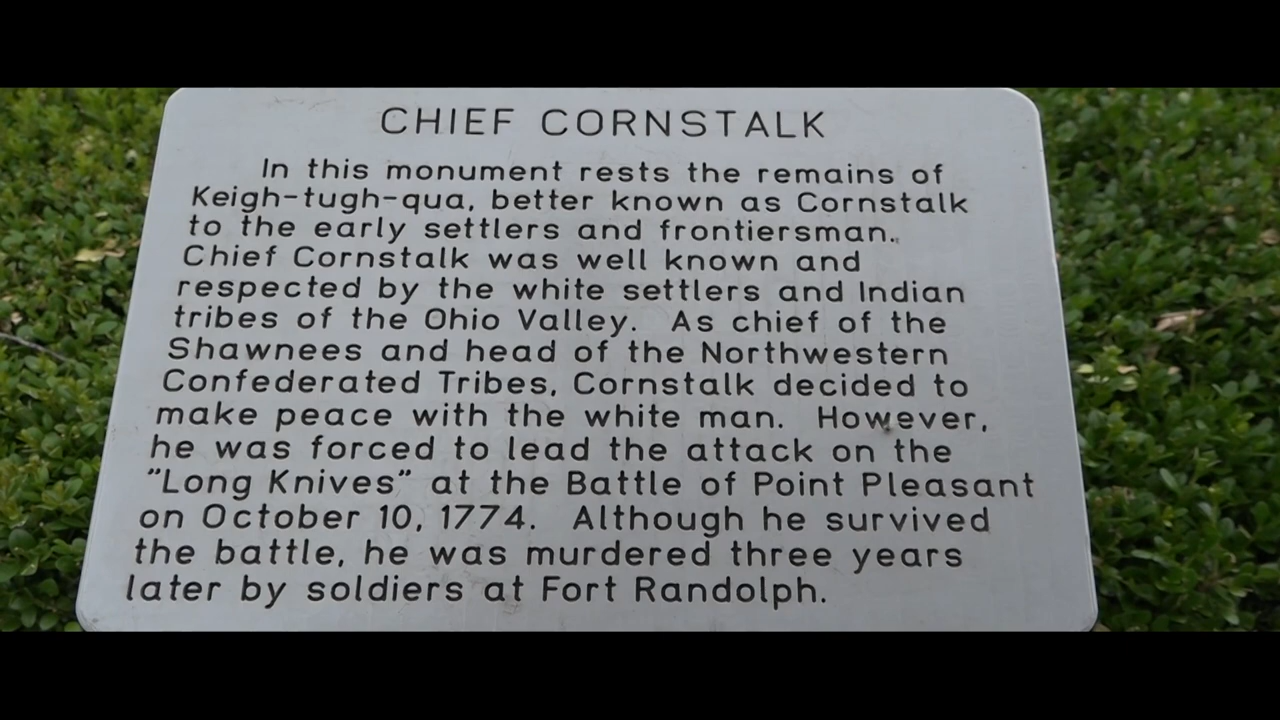 CHIEF CORNSTALK
In this monument rests the remains of
Keigh-tugh-qua, better known as Cornstalk
to the early settlers and frontiersman.
Chief Cornstalk was well known and
respected by the white settlers and Indian
tribes of the Ohio Valley. As chief of the
Shawnees and head of the Northwestern
Confederated Tribes, Cornstalk decided to
make peace with the white man. However,
he was forced to lead the attack on the
"Long Knives" at the Battle of Point Pleasant
on October 10, 1774. Although he survived
the battle, he was murdered three years
later by soldiers at Fort Randolph.